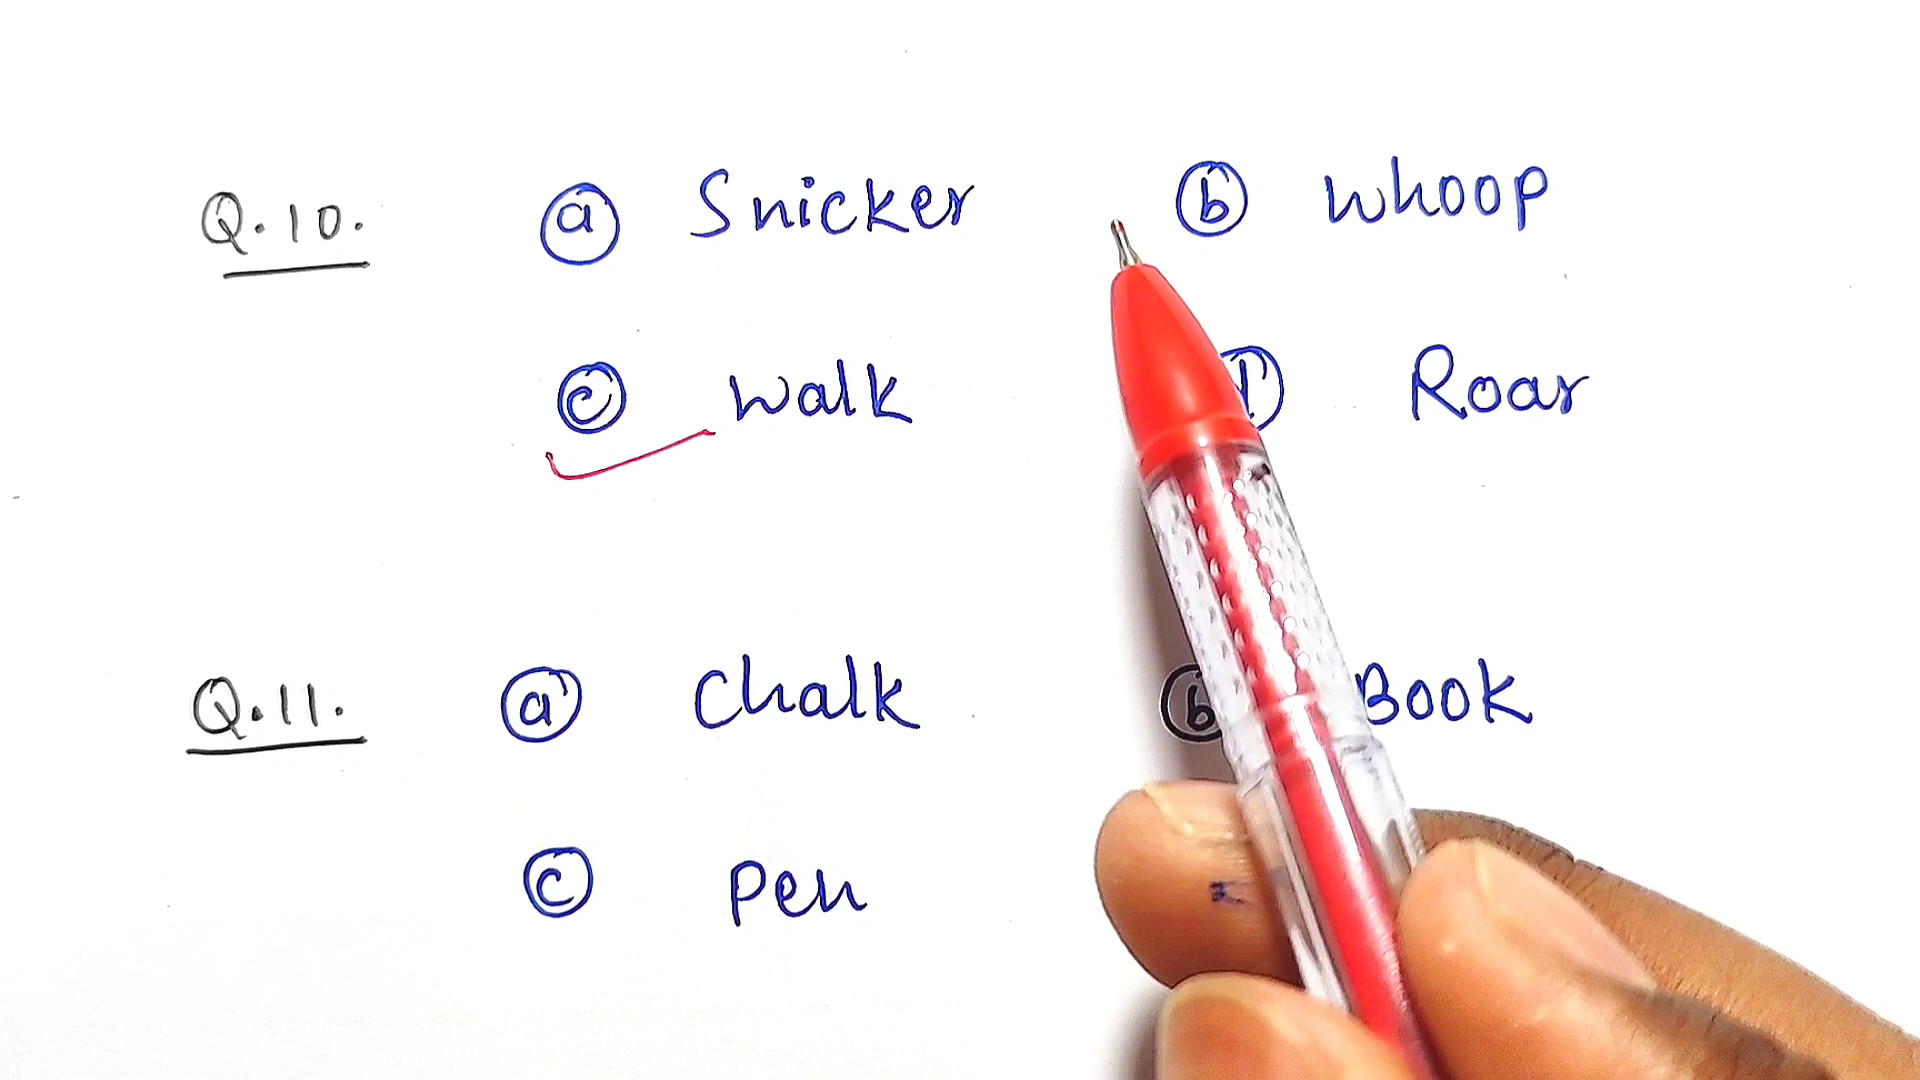 Q.10. a Snicker b Whoop
c Walk d Roar
Q.11. a Chalk b Book
c Pen